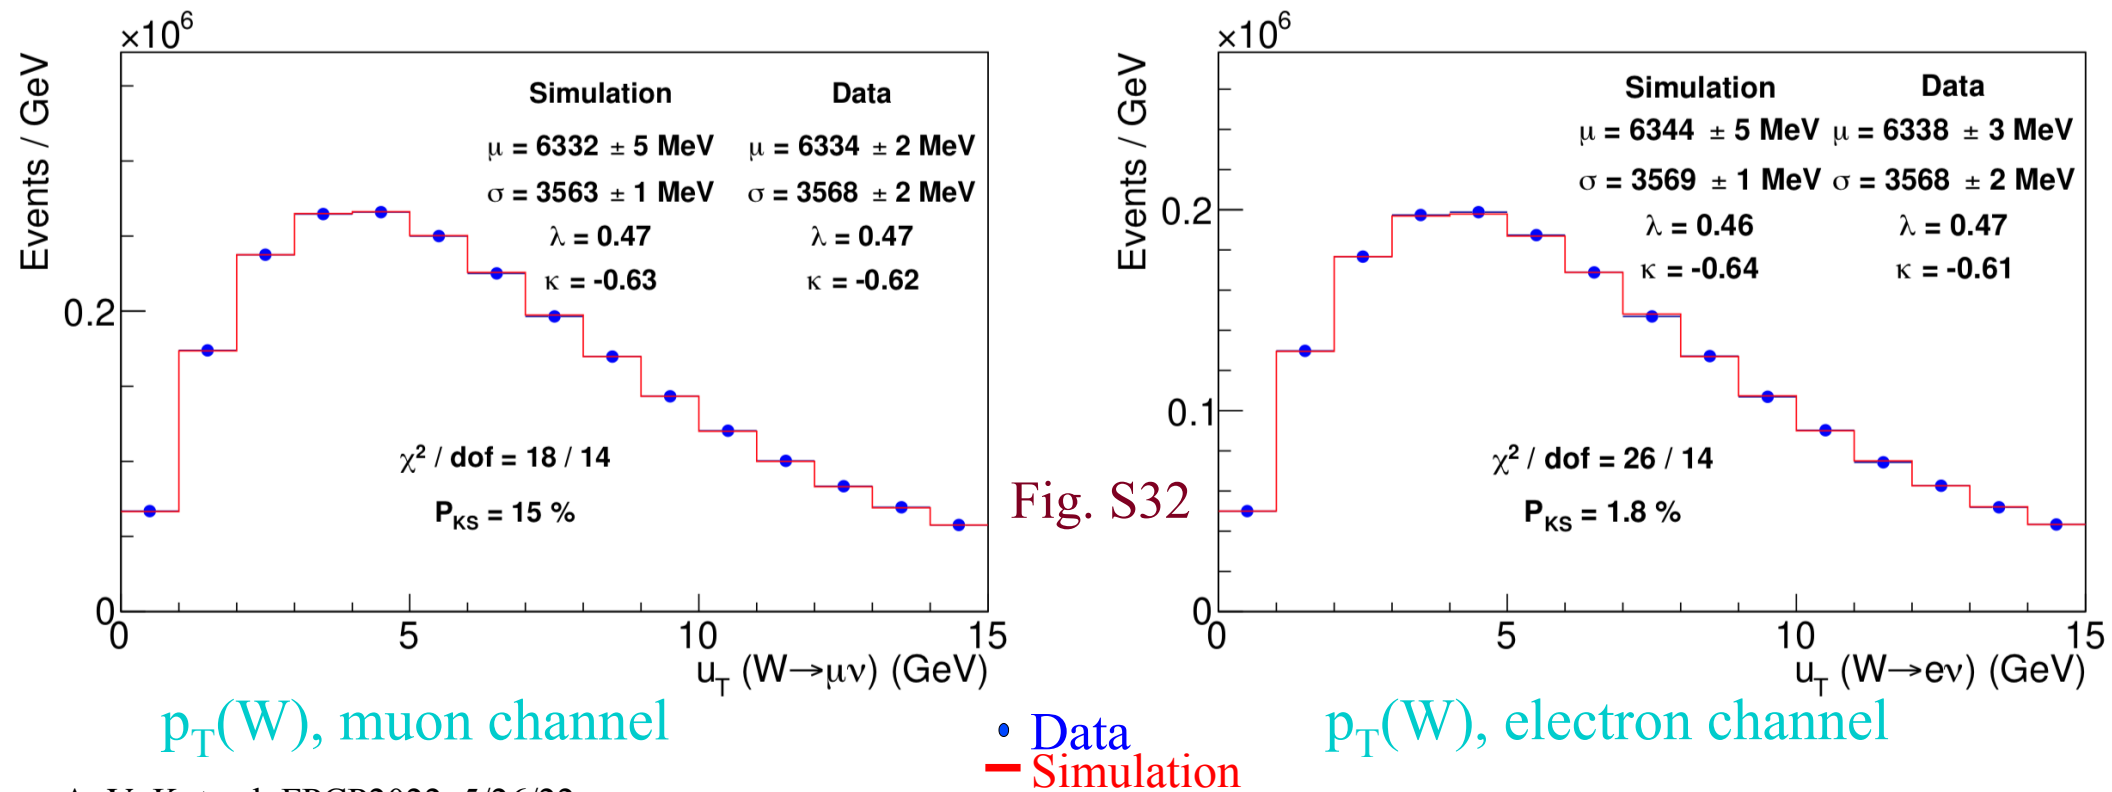 ×10⁶
Events / GeV
Simulation Data
μ = 6332 ± 5 MeV μ = 6334 ± 2 MeV
σ = 3563 ± 1 MeV σ = 3568 ± 2 MeV
λ = 0.47 λ = 0.47
κ = -0.63 κ = -0.62
0.2
χ² / dof = 18 / 14
P_KS = 15 %
0
0 5 10 15
u_T (W→μν) (GeV)
p_T(W), muon channel
Fig. S32
×10⁶
Events / GeV
Simulation Data
μ = 6344 ± 5 MeV μ = 6338 ± 3 MeV
σ = 3569 ± 1 MeV σ = 3568 ± 2 MeV
λ = 0.46 λ = 0.47
κ = -0.64 κ = -0.61
0.2
0.1
χ² / dof = 26 / 14
P_KS = 1.8 %
0
0 5 10 15
u_T (W→eν) (GeV)
p_T(W), electron channel
Data
Simulation